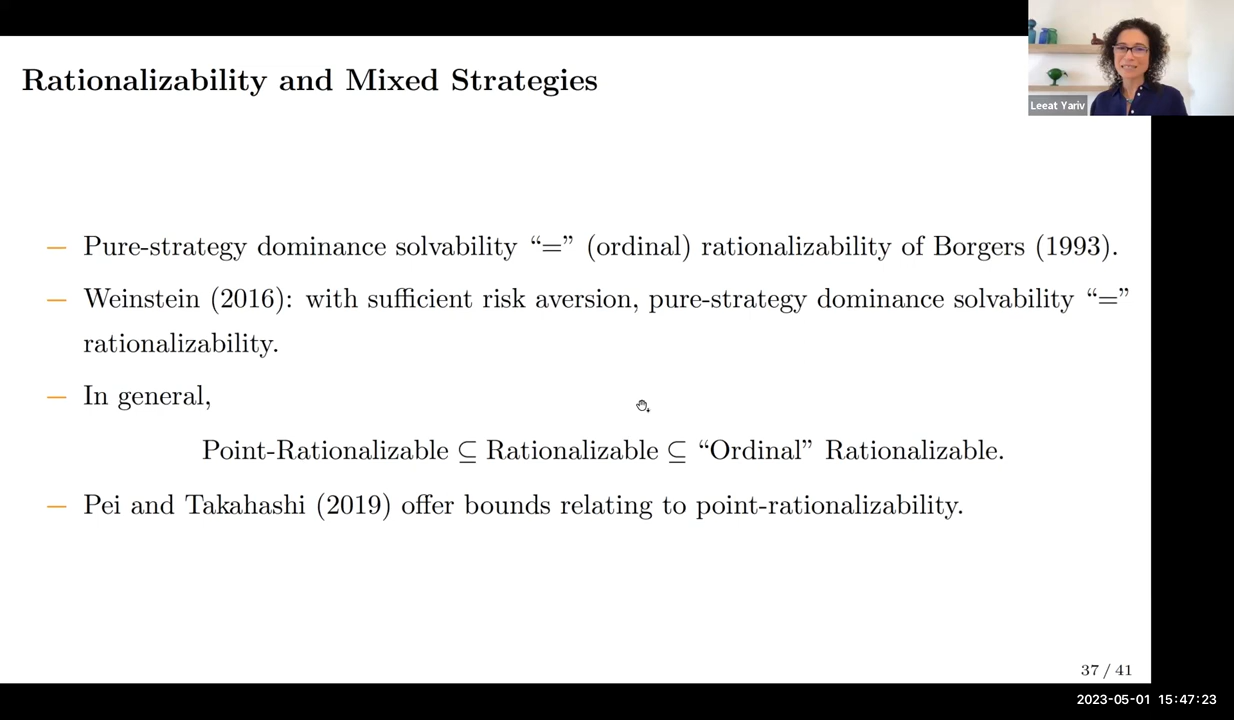 Rationalizability and Mixed Strategies
Leeat Yariv
– Pure-strategy dominance solvability “=” (ordinal) rationalizability of Borgers (1993).
– Weinstein (2016): with sufficient risk aversion, pure-strategy dominance solvability “=”
rationalizability.
– In general,
Point-Rationalizable ⊆ Rationalizable ⊆ “Ordinal” Rationalizable.
– Pei and Takahashi (2019) offer bounds relating to point-rationalizability.
37 / 41
2023-05-01 15:47:23